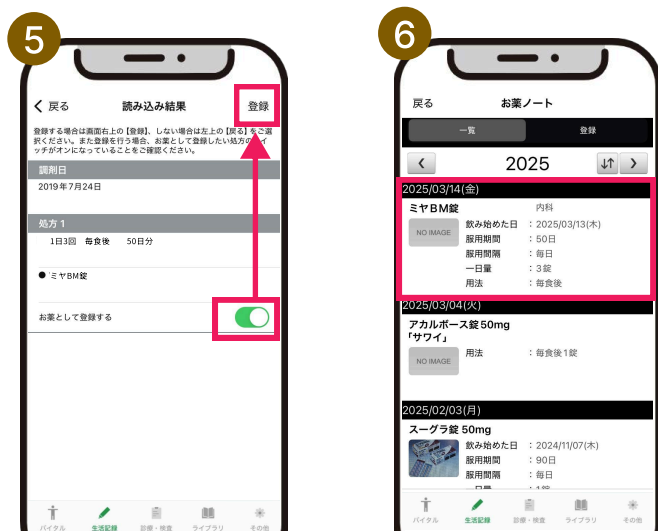 5
戻る 読み込み結果 登録
登録する場合は画面右上の【登録】、しない場合は左上の【戻る】をご選
択ください。また登録を行う場合、お薬として登録したい処方のスイ
ッチがオンになっていることをご確認ください。
調剤日
2019年7月24日
処方1
1日3回 毎食後 50日分
●ミヤBM錠
お薬として登録する
バイタル 生活記録 診療・検査 ライブラリ その他
6
戻る お薬ノート
一覧 登録
2025
2025/03/14(金)
ミヤBM錠 内科
NO IMAGE
飲み始めた日 : 2025/03/13(木)
服用期間 : 50日
服用間隔 : 毎日
一日量 : 3錠
用法 : 毎食後
2025/03/04(火)
アカルボース錠50mg
「サワイ」
NO IMAGE
用法 : 毎食後1錠
2025/02/03(月)
スーグラ錠 50mg
飲み始めた日 : 2024/11/07(木)
服用期間 : 90日
服用間隔 : 毎日
バイタル 生活記録 診療・検査 ライブラリ その他